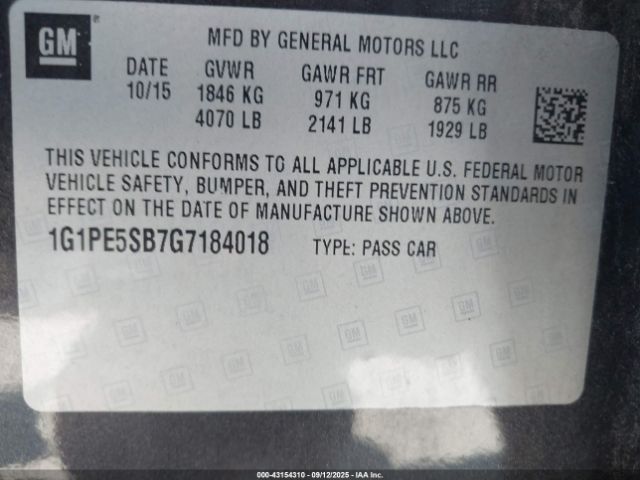 GM
MFD BY GENERAL MOTORS LLC
DATE GVWR GAWR FRT GAWR RR
10/15 1846 KG 971 KG 875 KG
4070 LB 2141 LB 1929 LB
THIS VEHICLE CONFORMS TO ALL APPLICABLE U.S. FEDERAL MOTOR
VEHICLE SAFETY, BUMPER, AND THEFT PREVENTION STANDARDS IN
EFFECT ON THE DATE OF MANUFACTURE SHOWN ABOVE.
1G1PE5SB7G7184018 TYPE: PASS CAR
000-43154310 - 09/12/2025 - IAA Inc.